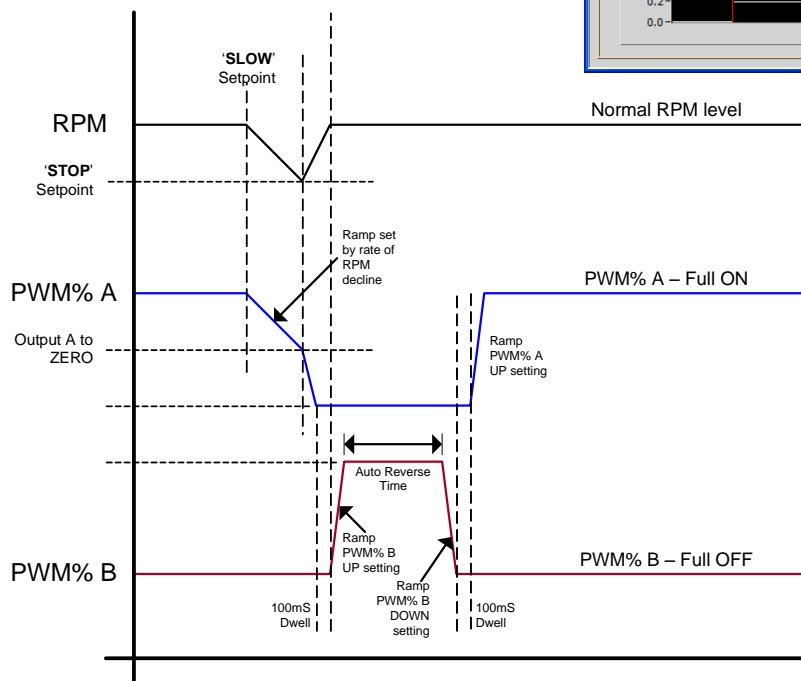 0.2
0.0
'SLOW'
Setpoint
RPM
Normal RPM level
'STOP'
Setpoint
Ramp set
by rate of
RPM
decline
PWM% A
PWM% A – Full ON
Output A to
ZERO
Ramp
PWM% A
UP setting
Auto Reverse
Time
Ramp
PWM% B
UP setting
PWM% B
PWM% B – Full OFF
Ramp
PWM% B
DOWN
setting
100mS
Dwell
100mS
Dwell